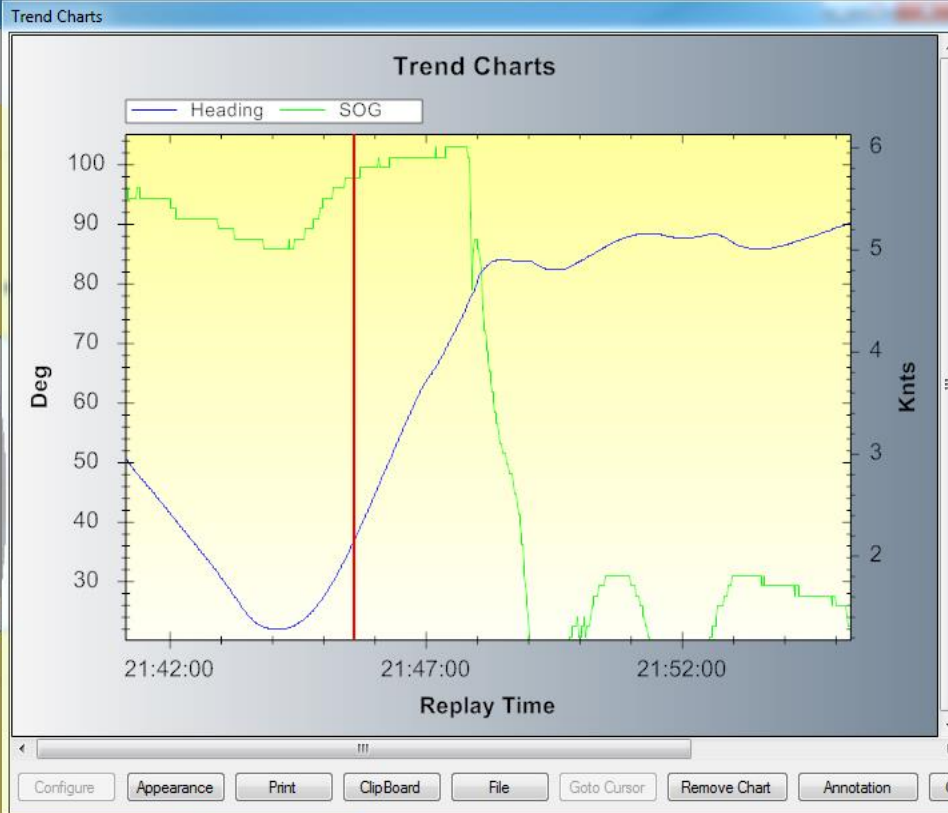 Trend Charts
Trend Charts
Heading SOG
100
90
80
70
60
50
40
30
Deg
6
5
4
3
2
Knts
21:42:00 21:47:00 21:52:00
Replay Time
Configure Appearance Print ClipBoard File Goto Cursor Remove Chart Annotation